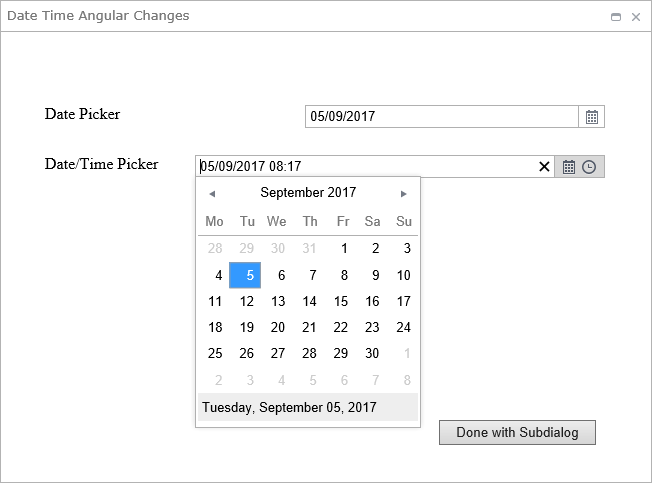 Date Time Angular Changes
Date Picker 05/09/2017
Date/Time Picker 05/09/2017 08:17
September 2017
Mo Tu We Th Fr Sa Su
28 29 30 31 1 2 3
4 5 6 7 8 9 10
11 12 13 14 15 16 17
18 19 20 21 22 23 24
25 26 27 28 29 30 1
2 3 4 5 6 7 8
Tuesday, September 05, 2017
Done with Subdialog